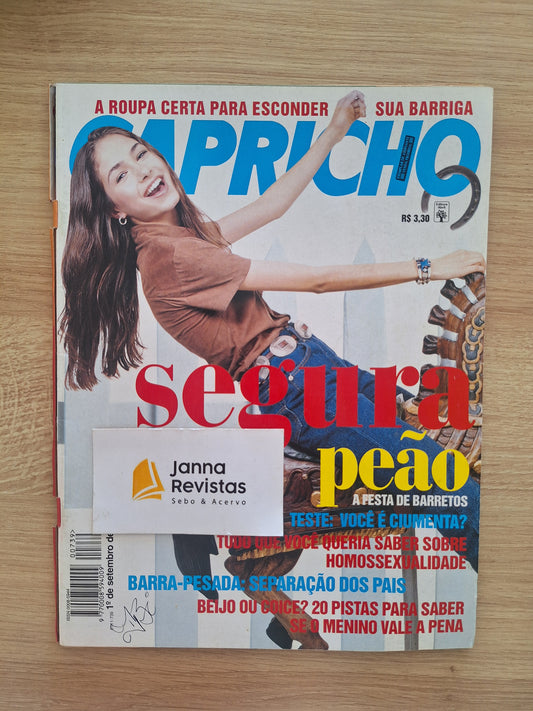 A ROUPA CERTA PARA ESCONDER SUA BARRIGA
CAPRICHO
R$ 3,30
segura
peão
A FESTA DE BARRETOS
Janna
Revistas
Sebo & Acervo
TESTE: VOCÊ É CIUMENTA?
TUDO QUE VOCÊ QUERIA SABER SOBRE
HOMOSSEXUALIDADE
BARRA-PESADA: SEPARAÇÃO DOS PAIS
BEIJO OU COICE? 20 PISTAS PARA SABER
SE O MENINO VALE A PENA
00739
1º de setembro de